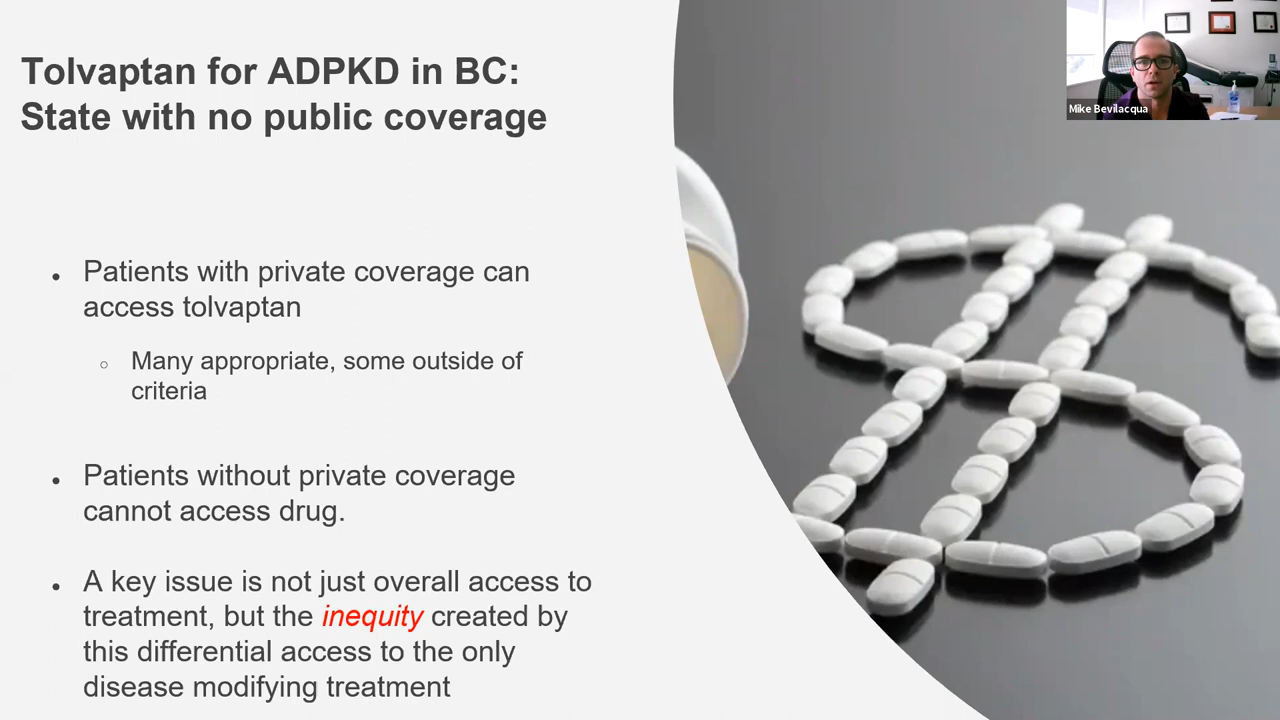 Tolvaptan for ADPKD in BC:
State with no public coverage
Mike Bevilacqua
Patients with private coverage can
access tolvaptan
Many appropriate, some outside of
criteria
Patients without private coverage
cannot access drug.
A key issue is not just overall access to
treatment, but the inequity created by
this differential access to the only
disease modifying treatment